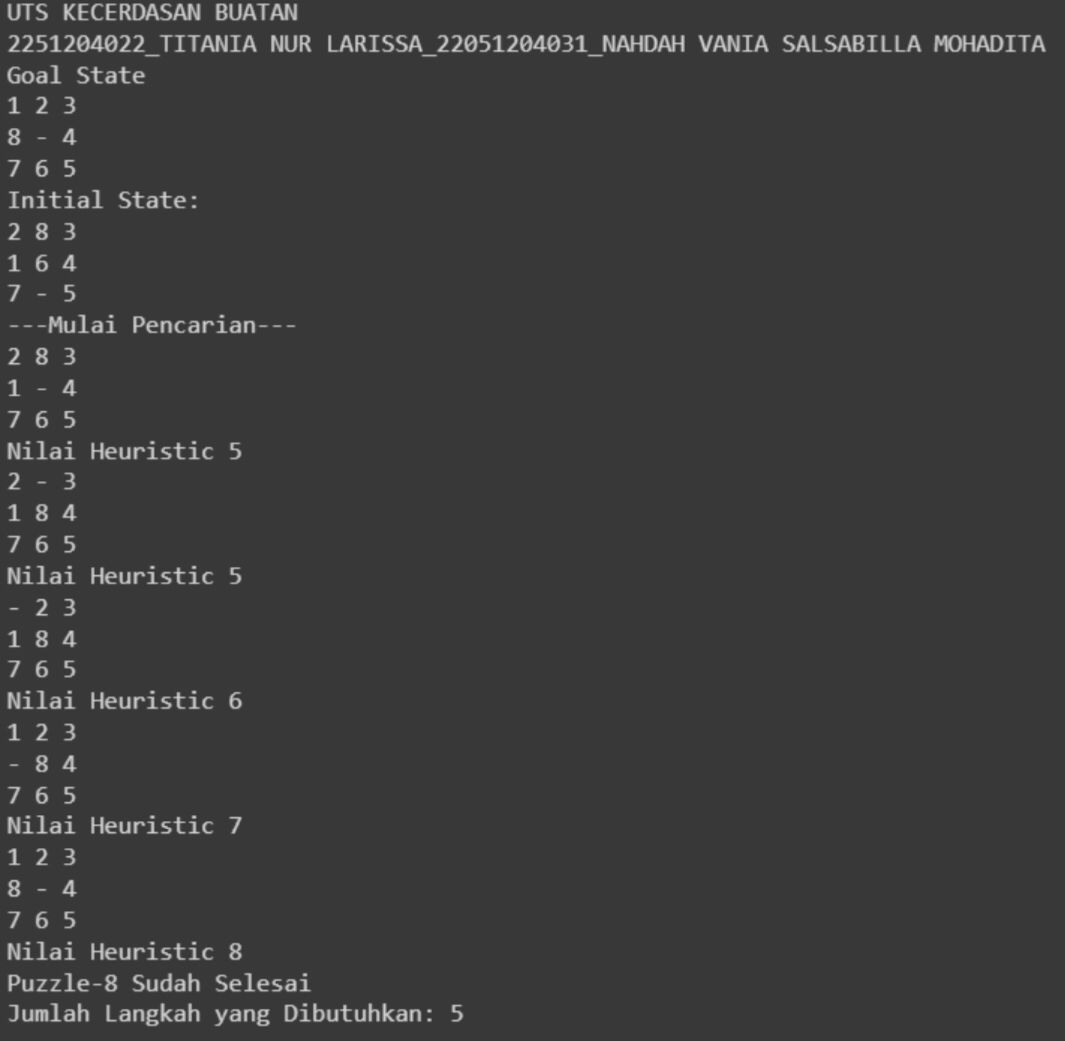 UTS KECERDASAN BUATAN
2251204022_TITANIA NUR LARISSA_22051204031_NAHDAH VANIA SALSABILLA MOHADITA
Goal State
1 2 3
8 - 4
7 6 5
Initial State:
2 8 3
1 6 4
7 - 5
---Mulai Pencarian---
2 8 3
1 - 4
7 6 5
Nilai Heuristic 5
2 - 3
1 8 4
7 6 5
Nilai Heuristic 5
- 2 3
1 8 4
7 6 5
Nilai Heuristic 6
1 2 3
- 8 4
7 6 5
Nilai Heuristic 7
1 2 3
8 - 4
7 6 5
Nilai Heuristic 8
Puzzle-8 Sudah Selesai
Jumlah Langkah yang Dibutuhkan: 5